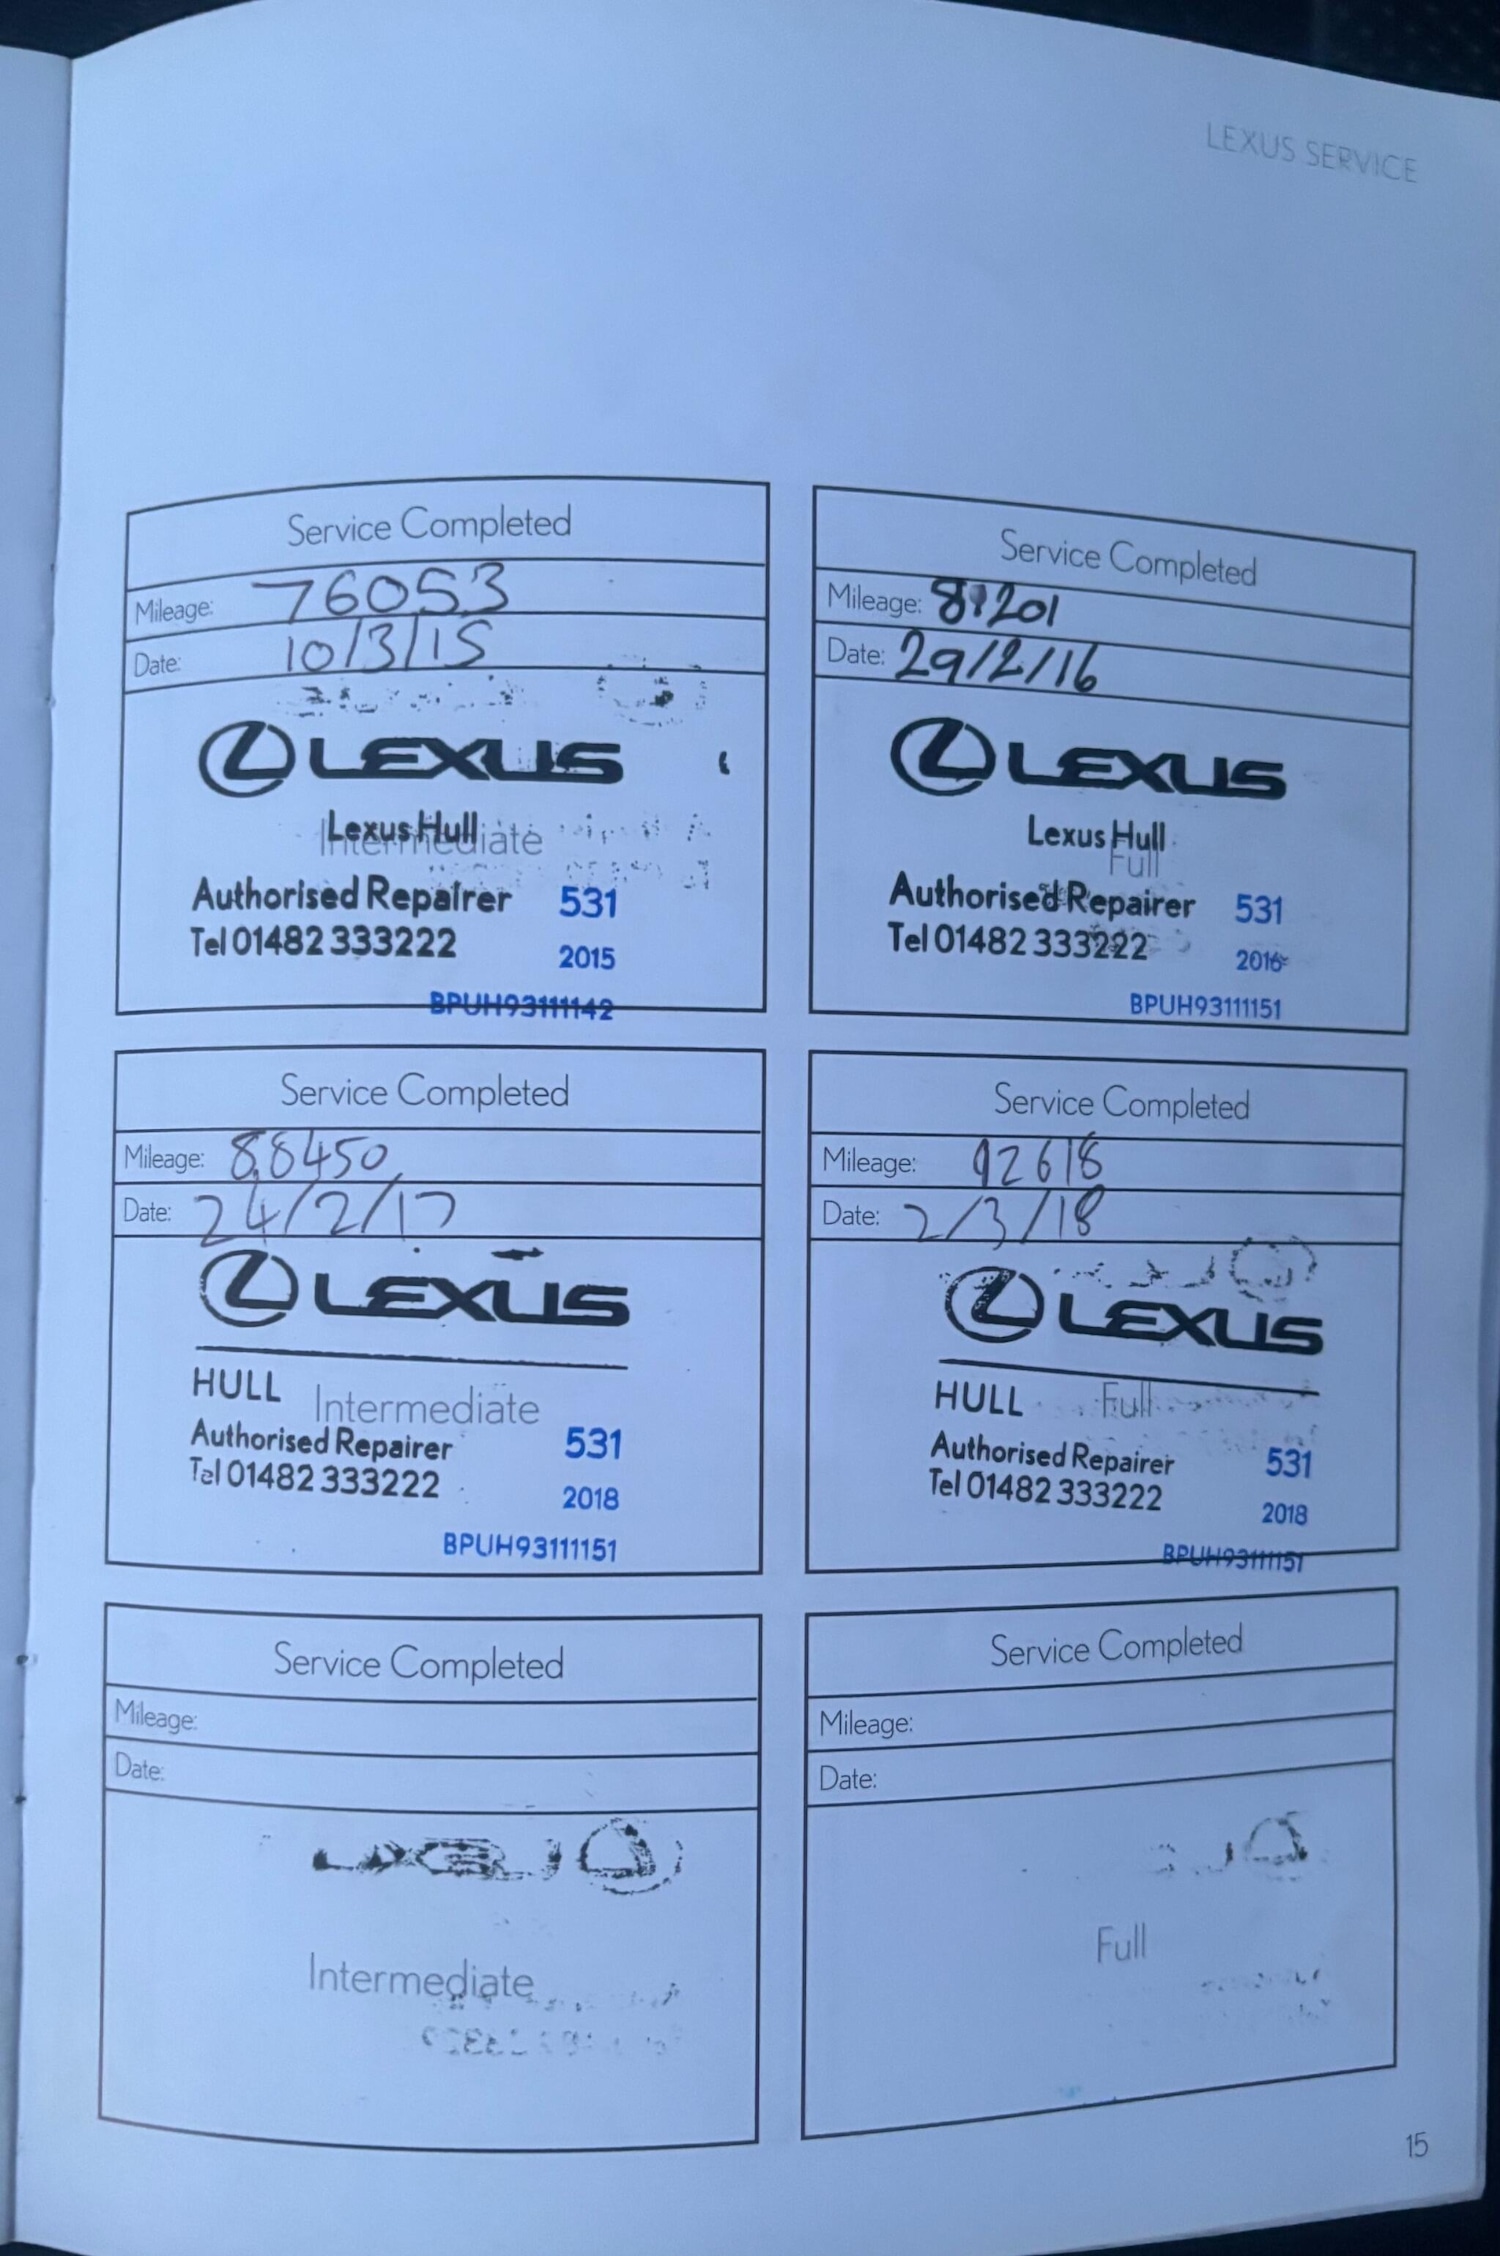 LEXUS SERVICE
Service Completed
Mileage: 76053
Date: 10/3/15
LEXUS
Lexus Hull
Intermediate
Authorised Repairer 531
Tel 01482 333222
2015
BPUH93111142
Service Completed
Mileage: 81201
Date: 29/2/16
LEXUS
Lexus Hull
Full
Authorised Repairer 531
Tel 01482 333222
2016
BPUH93111151
Service Completed
Mileage: 88450
Date: 24/2/17
LEXUS
HULL
Intermediate
Authorised Repairer 531
Tel 01482 333222
2018
BPUH93111151
Service Completed
Mileage: 92618
Date: 2/3/18
LEXUS
HULL
Full
Authorised Repairer 531
Tel 01482 333222
2018
BPUH93111151
Service Completed
Mileage:
Date:
Intermediate
Service Completed
Mileage:
Date:
Full
15